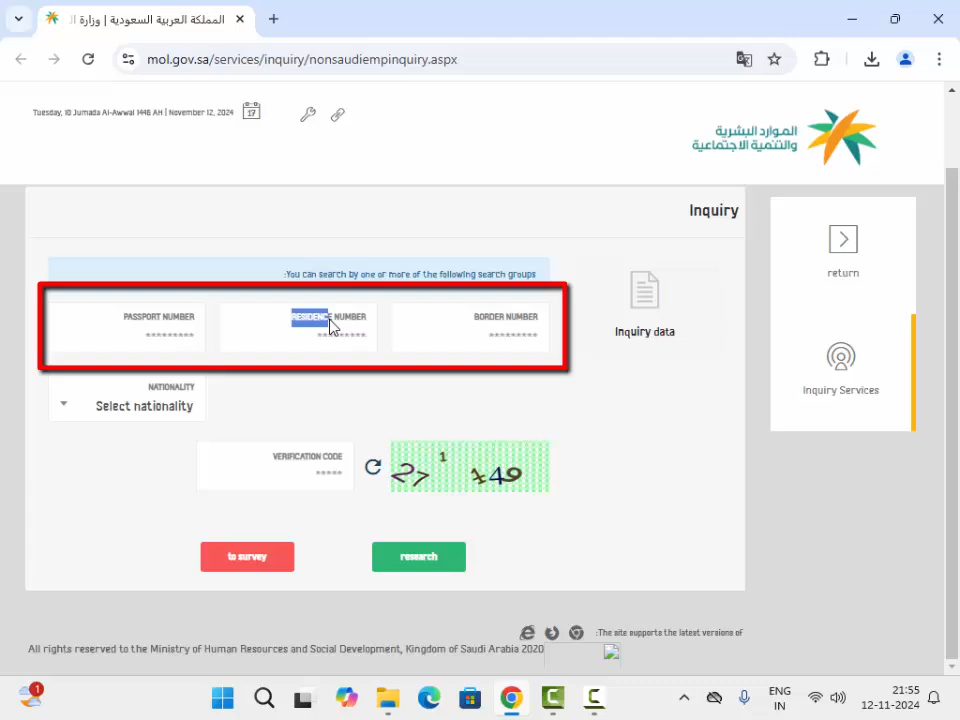 المملكة العربية السعودية | وزارة ال
mol.gov.sa/services/inquiry/nonsaudiempinquiry.aspx
Tuesday, 10 Jumada Al-Awwal 1446 AH | November 12, 2024
17
الموارد البشرية
والتنمية الاجتماعية
Inquiry
return
:You can search by one or more of the following search groups
PASSPORT NUMBER
RESIDENCE NUMBER
BORDER NUMBER
*********
**********
*********
Inquiry data
NATIONALITY
Select nationality
Inquiry Services
VERIFICATION CODE
*****
to survey
research
:The site supports the latest versions of
All rights reserved to the Ministry of Human Resources and Social Development, Kingdom of Saudi Arabia 2020
1
ENG
IN
21:55
12-11-2024